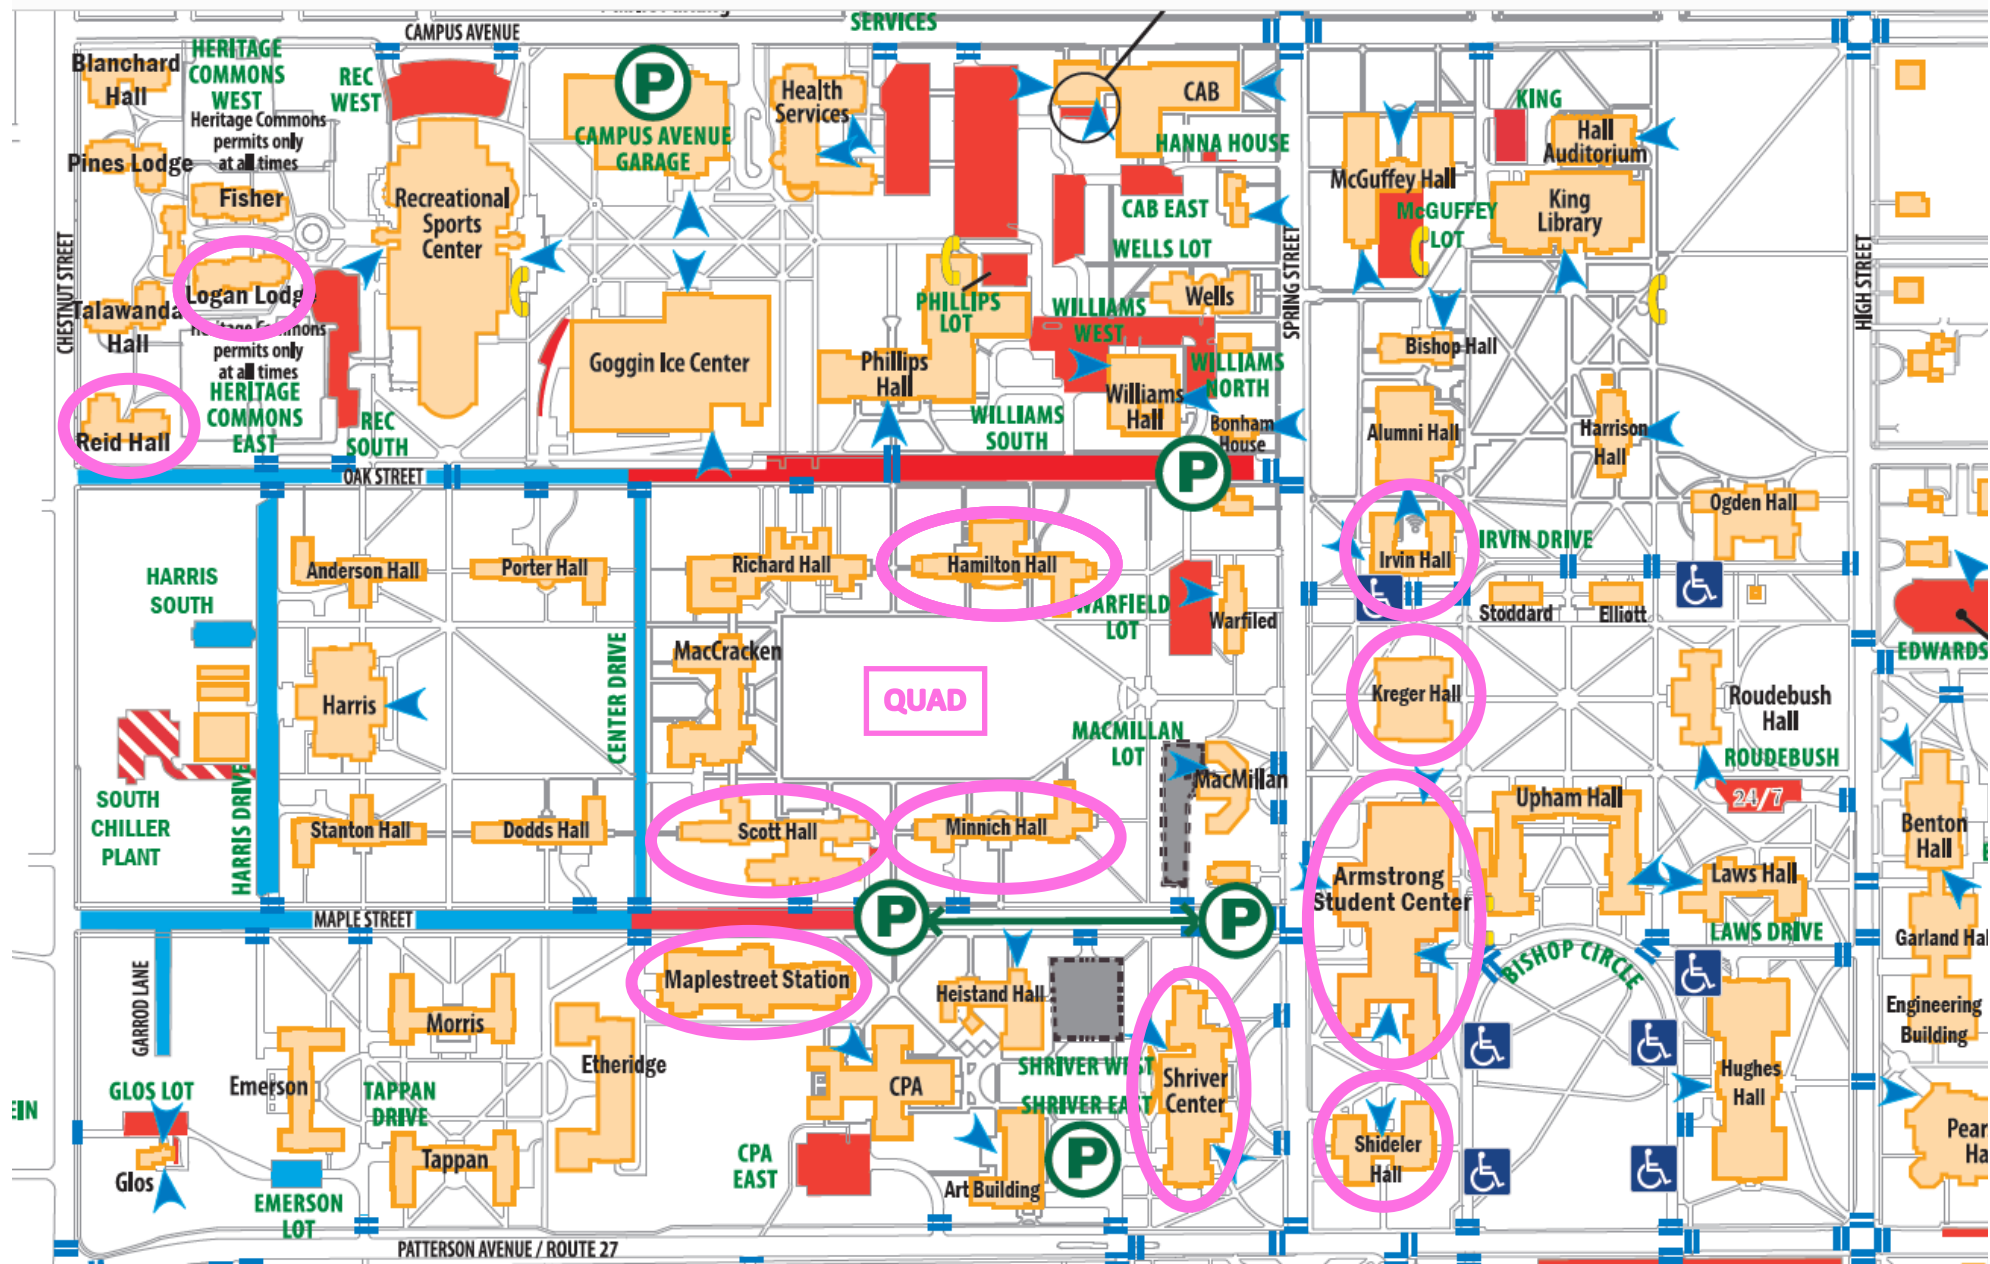 SERVICES
CAMPUS AVENUE
Blanchard
Hall
HERITAGE
COMMONS
WEST
Heritage Commons
permits only
at all times
REC
WEST
P
CAMPUS AVENUE
GARAGE
Health
Services
CAB
HANNA HOUSE
KING
Hall
Auditorium
Pines Lodge
Fisher
Recreational
Sports
Center
CAB EAST
WELLS LOT
McGuffey Hall
McGUFFEY
LOT
King
Library
CHESTNUT STREET
SPRING STREET
HIGH STREET
Logan Lodge
Talawanda
Hall
Heritage Commons
permits only
at all times
HERITAGE
COMMONS
EAST
REC
SOUTH
Reid Hall
Goggin Ice Center
PHILLIPS
LOT
Phillips
Hall
WILLIAMS
WEST
Wells
WILLIAMS
NORTH
Williams
Hall
WILLIAMS
SOUTH
Bonham
House
P
Bishop Hall
Alumni Hall
Harrison
Hall
OAK STREET
Ogden Hall
IRVIN DRIVE
Irvin Hall
Stoddard
Elliott
Anderson Hall
Porter Hall
Richard Hall
Hamilton Hall
WARFIELD
LOT
Warfiled
HARRIS
SOUTH
Harris
CENTER DRIVE
MacCracken
QUAD
Kreger Hall
Roudebush
Hall
EDWARDS
ROUDEBUSH
24/7
MACMILLAN
LOT
MacMillan
SOUTH
CHILLER
PLANT
HARRIS DRIVE
Stanton Hall
Dodds Hall
Scott Hall
Minnich Hall
Upham Hall
Benton
Hall
Armstrong
Student Center
Laws Hall
LAWS DRIVE
BISHOP CIRCLE
MAPLE STREET
P
P
Garland Hal
GARROD LANE
Maplestreet Station
Heistand Hall
Engineering
Building
Morris
Etheridge
Emerson
TAPPAN
DRIVE
CPA
SHRIVER WEST
SHRIVER EAST
Shriver
Center
Hughes
Hall
GLOS LOT
EIN
Glos
Tappan
EMERSON
LOT
CPA
EAST
Art Building
P
Shideler
Hall
Pear
Ha
PATTERSON AVENUE / ROUTE 27